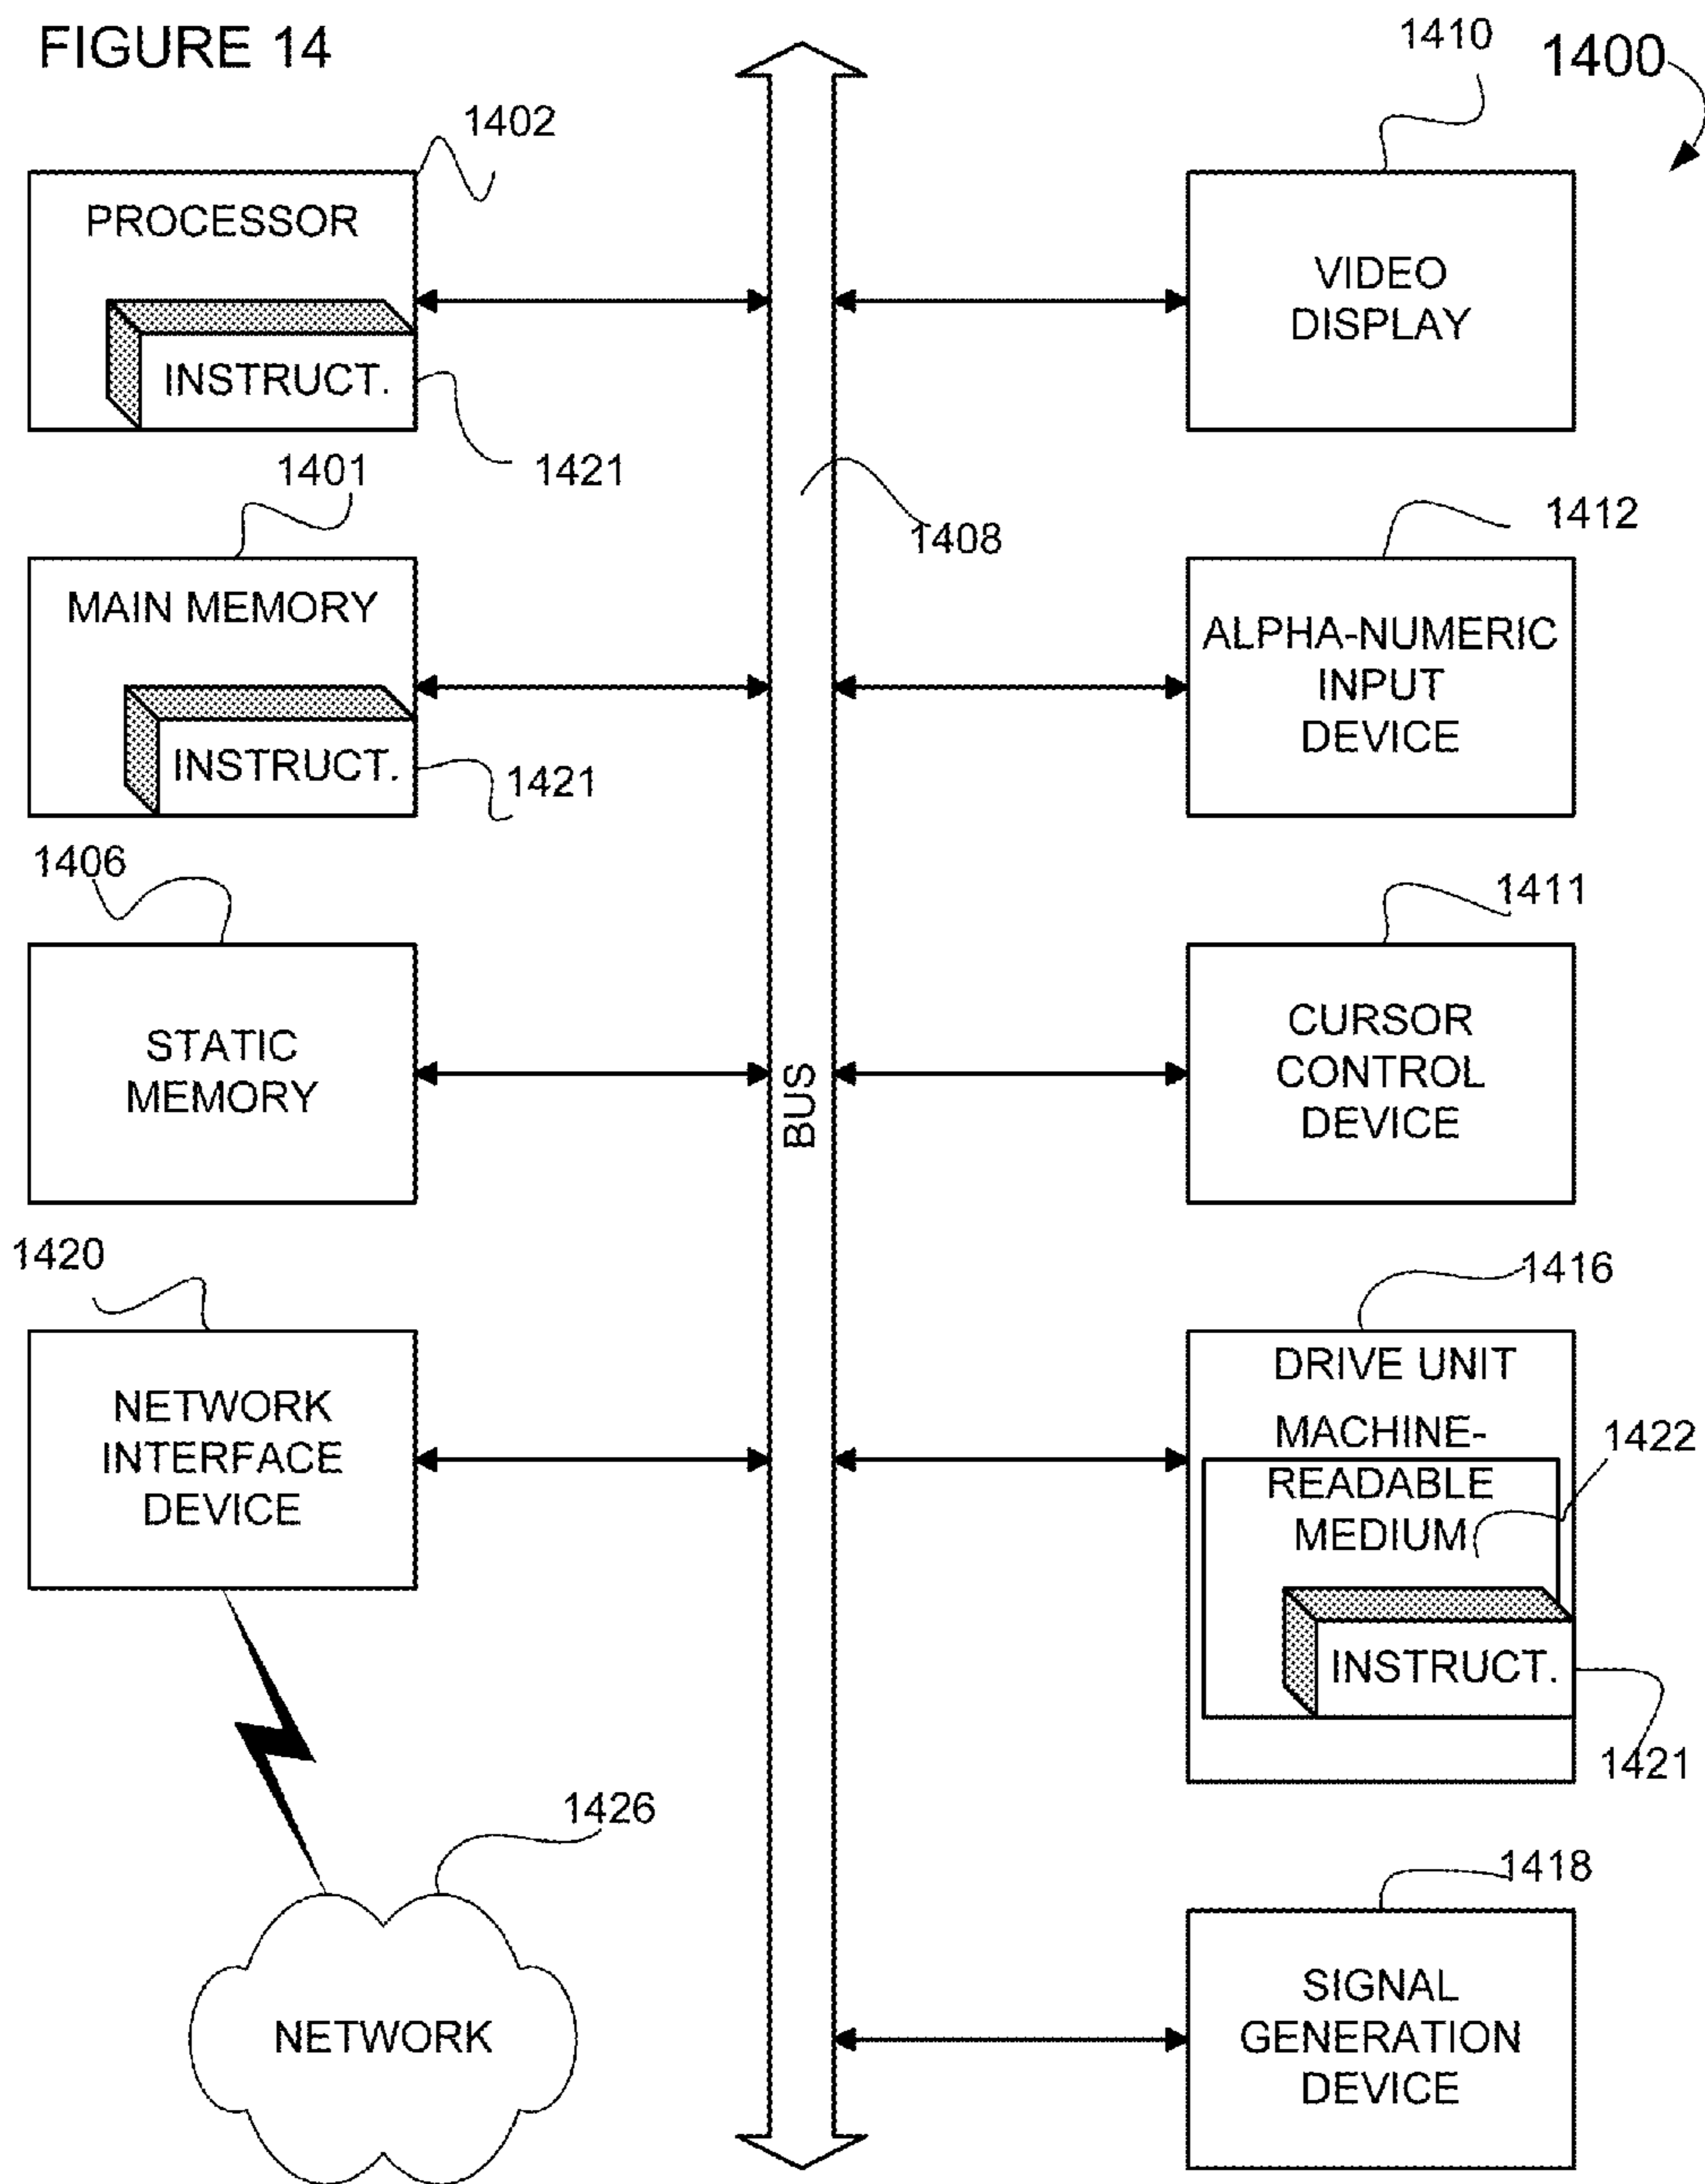 FIGURE 14
1400
1402
PROCESSOR
INSTRUCT.
1421
1401
MAIN MEMORY
INSTRUCT.
1421
1406
STATIC
MEMORY
1420
NETWORK
INTERFACE
DEVICE
1426
NETWORK
1408
BUS
1410
VIDEO
DISPLAY
1412
ALPHA-NUMERIC
INPUT
DEVICE
1411
CURSOR
CONTROL
DEVICE
1416
DRIVE UNIT
MACHINE-
READABLE
MEDIUM
1422
INSTRUCT.
1421
1418
SIGNAL
GENERATION
DEVICE